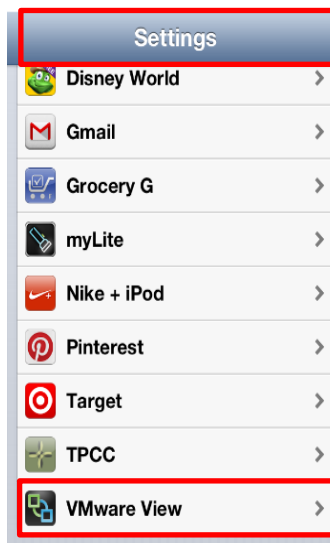 Settings
Disney World
Gmail
Grocery G
myLite
Nike + iPod
Pinterest
Target
TPCC
VMware View